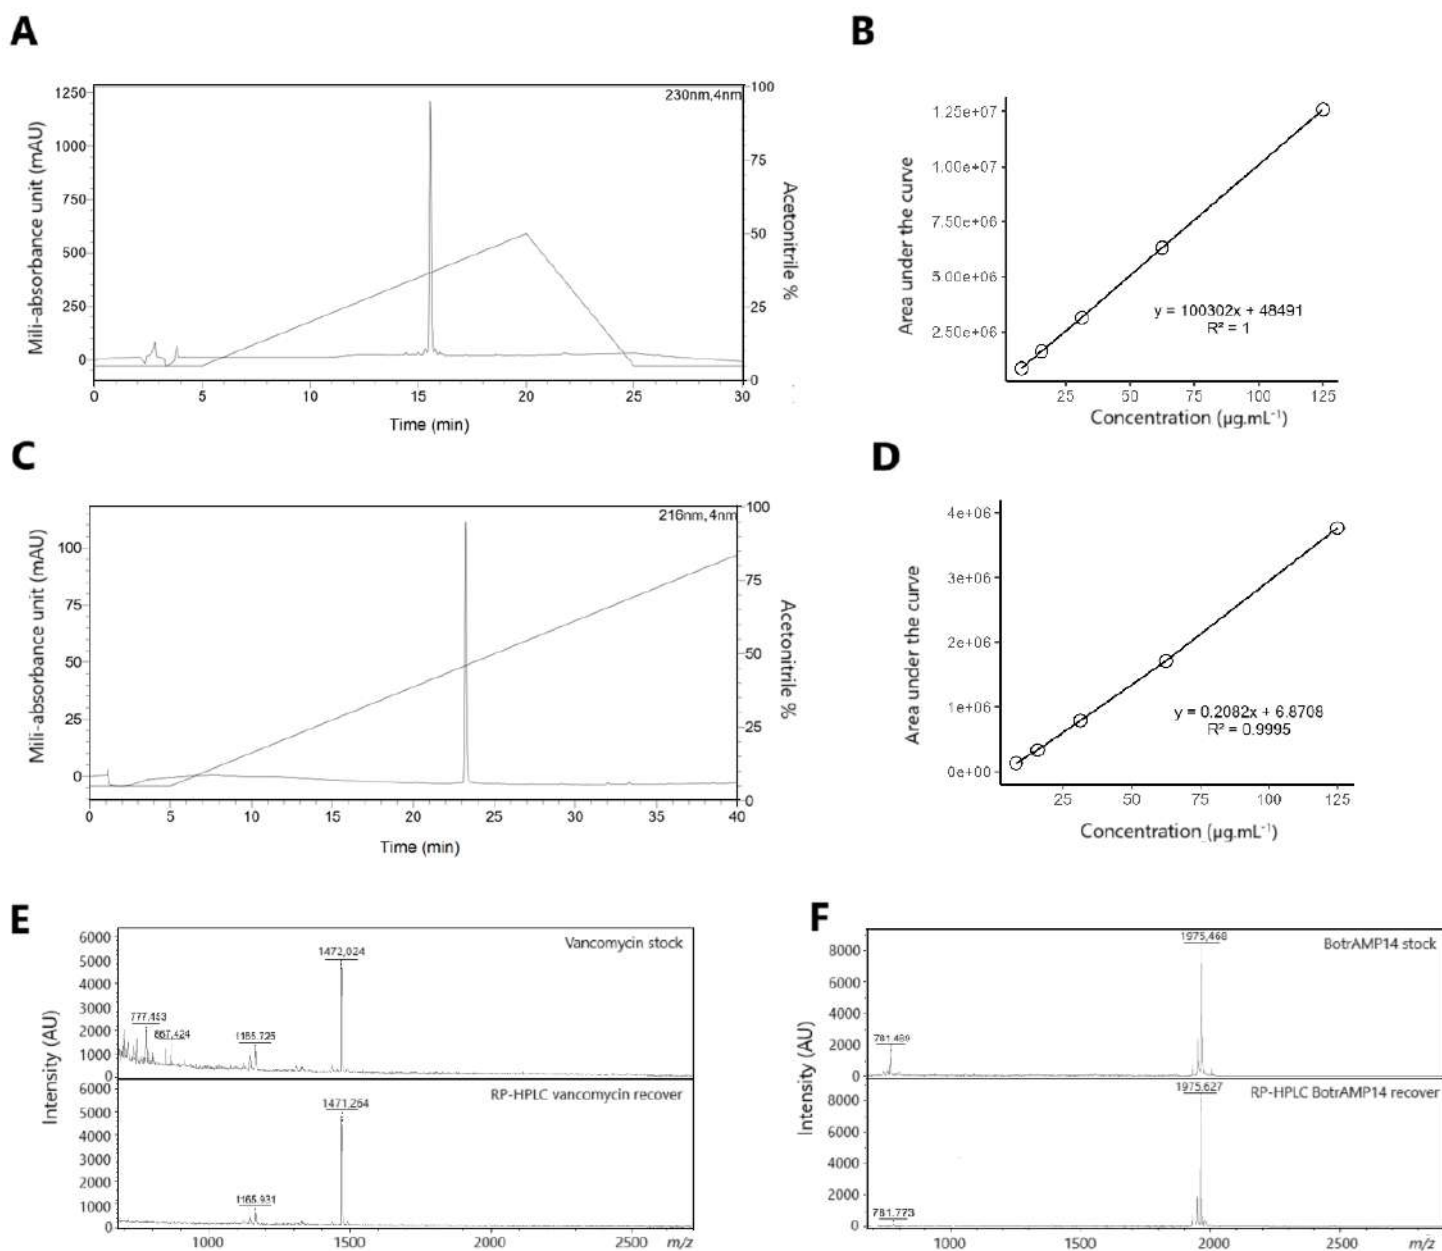 A
230nm,4nm
1250
1000
750
500
250
0
100
75
50
25
0
Mili-absorbance unit (mAU)
Acetonitrile %
0 5 10 15 20 25 30
Time (min)
B
1.25e+07
1.00e+07
7.50e+06
5.00e+06
2.50e+06
Area under the curve
y = 100302x + 48491
R² = 1
25 50 75 100 125
Concentration (µg.mL⁻¹)
C
216nm,4nm
100
75
50
25
0
100
75
50
25
0
Mili-absorbance unit (mAU)
Acetonitrile %
0 5 10 15 20 25 30 35 40
Time (min)
D
4e+06
3e+06
2e+06
1e+06
0e+00
Area under the curve
y = 0.2082x + 6.8708
R² = 0.9995
25 50 75 100 125
Concentration (µg.mL⁻¹)
E
Intensity (AU)
6000
5000
4000
3000
2000
1000
0
Vancomycin stock
1472,024
777,453
867,424
1165,725
6000
5000
4000
3000
2000
1000
0
RP-HPLC vancomycin recover
1471,264
1165,931
1000 1500 2000 2500 m/z
F
Intensity (AU)
8000
6000
4000
2000
0
BotrAMP14 stock
1975,468
781,489
8000
6000
4000
2000
0
RP-HPLC BotrAMP14 recover
1975,627
781,773
1000 1500 2000 2500 m/z